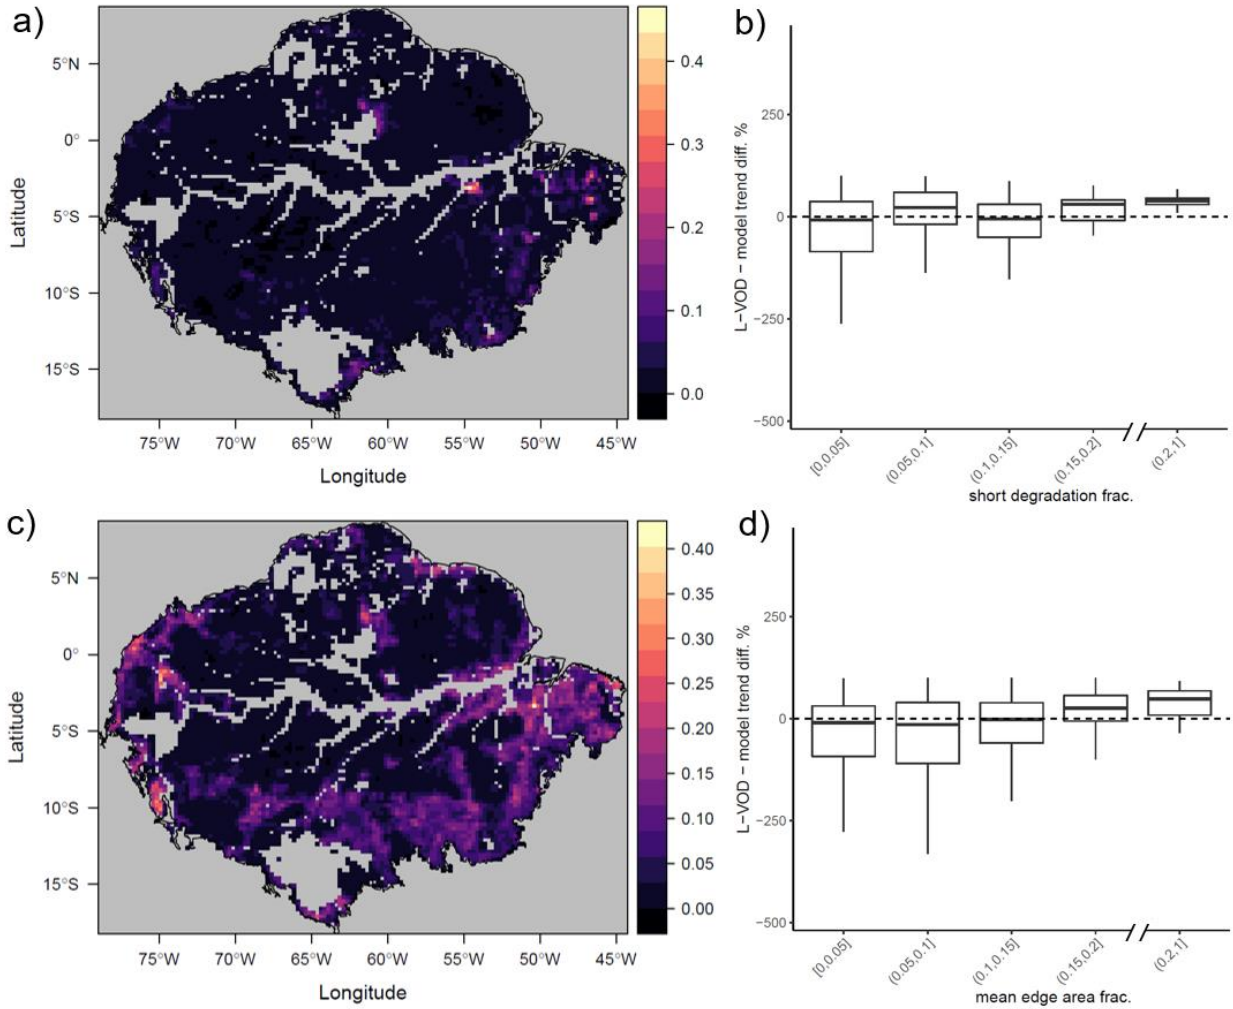 a)
Latitude
5°N
0°
5°S
10°S
15°S
75°W 70°W 65°W 60°W 55°W 50°W 45°W
Longitude
0.4
0.3
0.2
0.1
0.0
b)
L−VOD − model trend diff. %
250
0
−250
−500
[0,0.05] (0.05,0.1] (0.1,0.15] (0.15,0.2] (0.2,1]
short degradation frac.
c)
Latitude
5°N
0°
5°S
10°S
15°S
75°W 70°W 65°W 60°W 55°W 50°W 45°W
Longitude
0.40
0.35
0.30
0.25
0.20
0.15
0.10
0.05
0.00
d)
L−VOD − model trend diff. %
250
0
−250
−500
[0,0.05] (0.05,0.1] (0.1,0.15] (0.15,0.2] (0.2,1]
mean edge area frac.